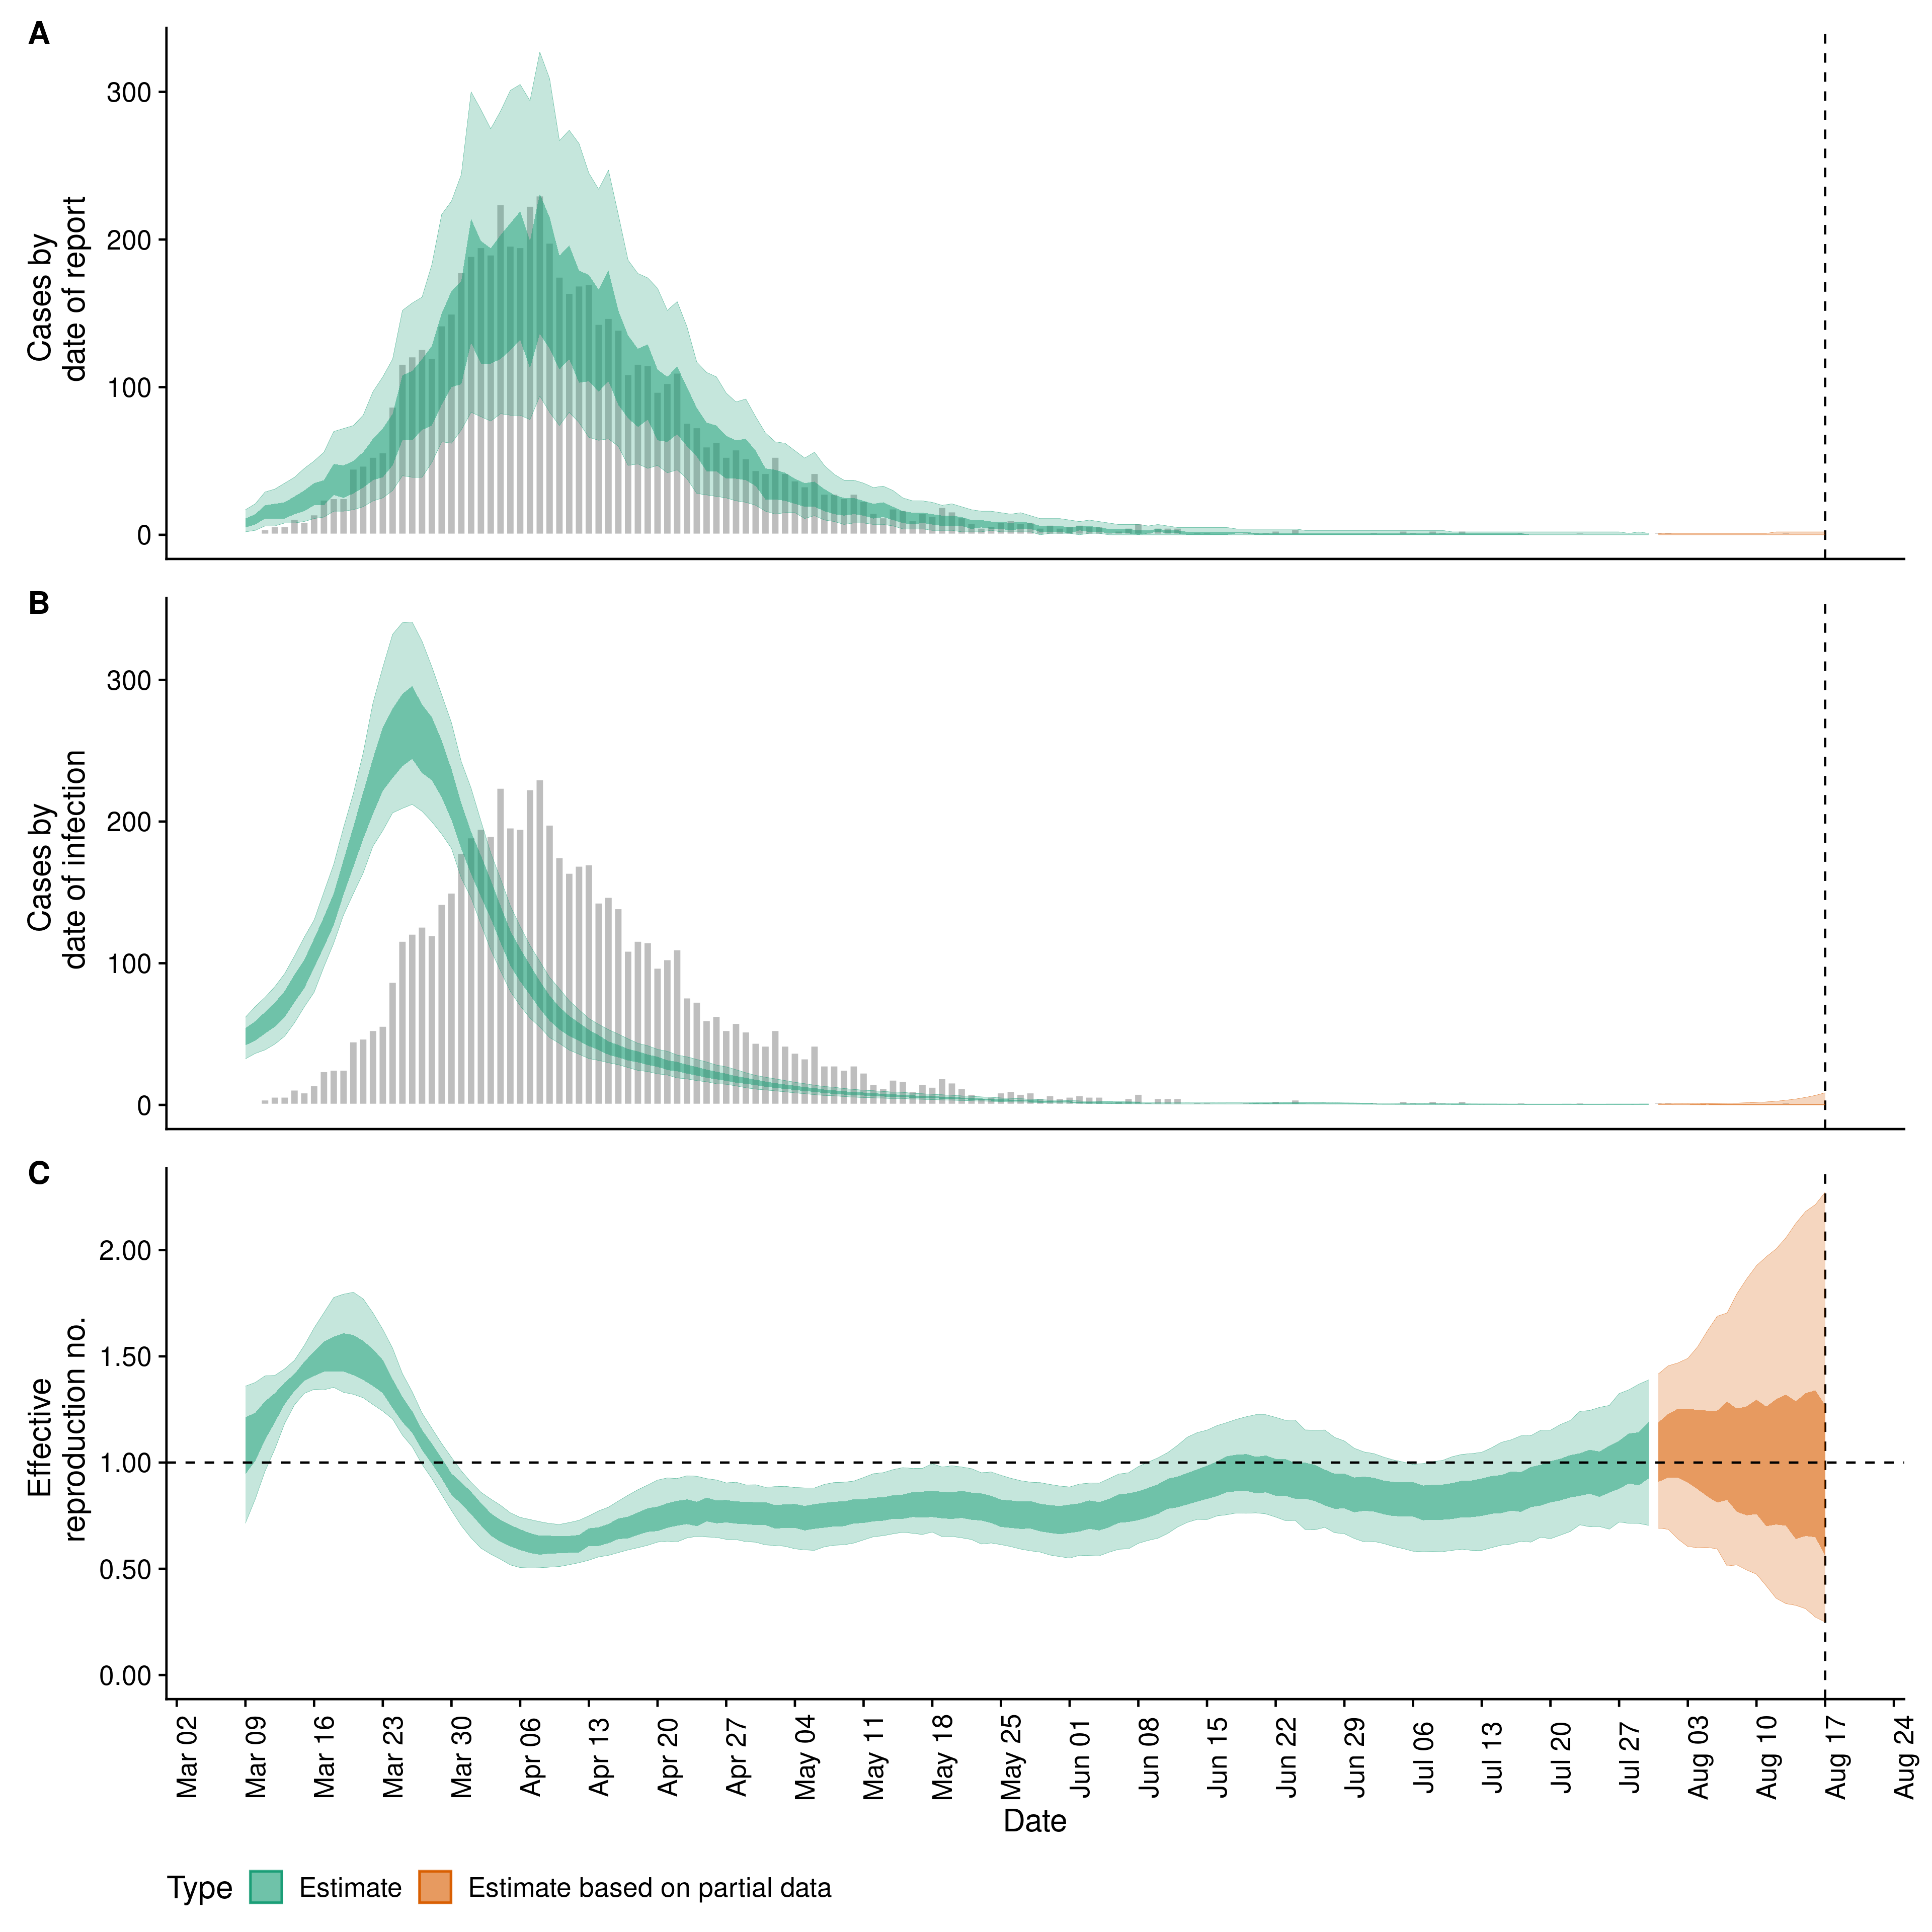 A
Cases by
date of report
300
200
100
0
B
Cases by
date of infection
300
200
100
0
C
Effective
reproduction no.
2.00
1.50
1.00
0.50
0.00
Mar 02
Mar 09
Mar 16
Mar 23
Mar 30
Apr 06
Apr 13
Apr 20
Apr 27
May 04
May 11
May 18
May 25
Jun 01
Jun 08
Jun 15
Jun 22
Jun 29
Jul 06
Jul 13
Jul 20
Jul 27
Aug 03
Aug 10
Aug 17
Aug 24
Date
Type Estimate Estimate based on partial data